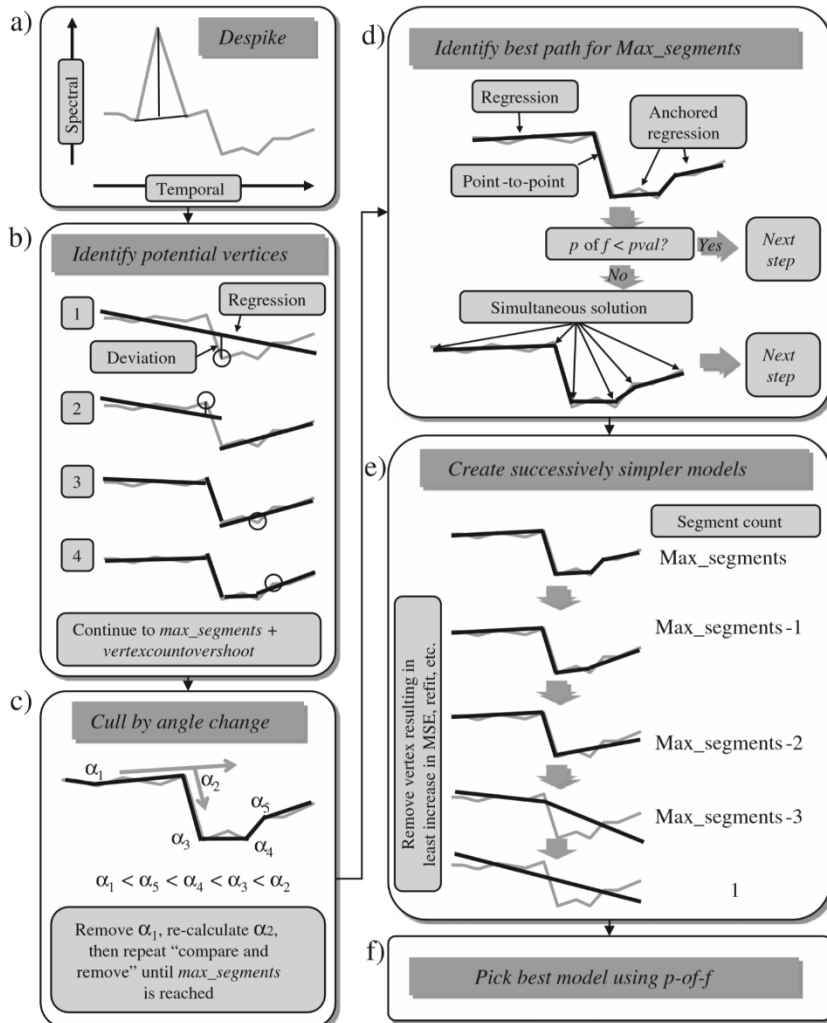 a)
Despike
Spectral
Temporal
b)
Identify potential vertices
1
Regression
Deviation
2
3
4
Continue to max_segments +
vertexcountovershoot
c)
Cull by angle change
α1
α2
α3
α4
α5
α1 < α5 < α4 < α3 < α2
Remove α1, re-calculate α2,
then repeat “compare and
remove” until max_segments
is reached
d)
Identify best path for Max_segments
Regression
Anchored
regression
Point-to-point
p of f < pval?
Yes
Next
step
No
Simultaneous solution
Next
step
e)
Create successively simpler models
Segment count
Max_segments
Remove vertex resulting in
least increase in MSE, refit, etc.
Max_segments-1
Max_segments-2
Max_segments-3
1
f)
Pick best model using p-of-f